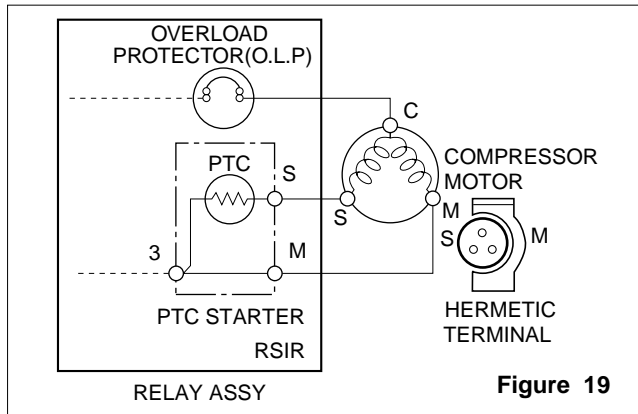 OVERLOAD
PROTECTOR(O.L.P)
C
PTC
S
COMPRESSOR
MOTOR
S
M
S
M
3
M
HERMETIC
TERMINAL
PTC STARTER
RSIR
RELAY ASSY
Figure 19